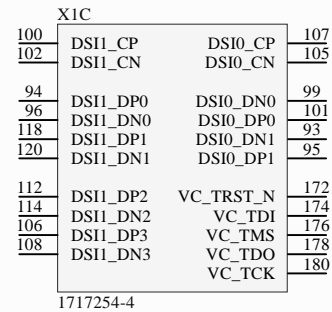 X1C
100 DSI1_CP DSI0_CP 107
102 DSI1_CN DSI0_CN 105
94 DSI1_DP0 DSI0_DN0 99
96 DSI1_DN0 DSI0_DP0 101
118 DSI1_DP1 DSI0_DN1 93
120 DSI1_DN1 DSI0_DP1 95
112 DSI1_DP2 VC_TRST_N 172
114 DSI1_DN2 VC_TDI 174
106 DSI1_DP3 VC_TMS 176
108 DSI1_DN3 VC_TDO 178
VC_TCK 180
1717254-4